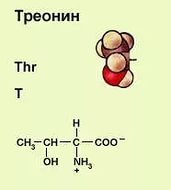 Треонин
Thr
T
H
CH₃–CH–C–COO⁻
OH NH₃
+